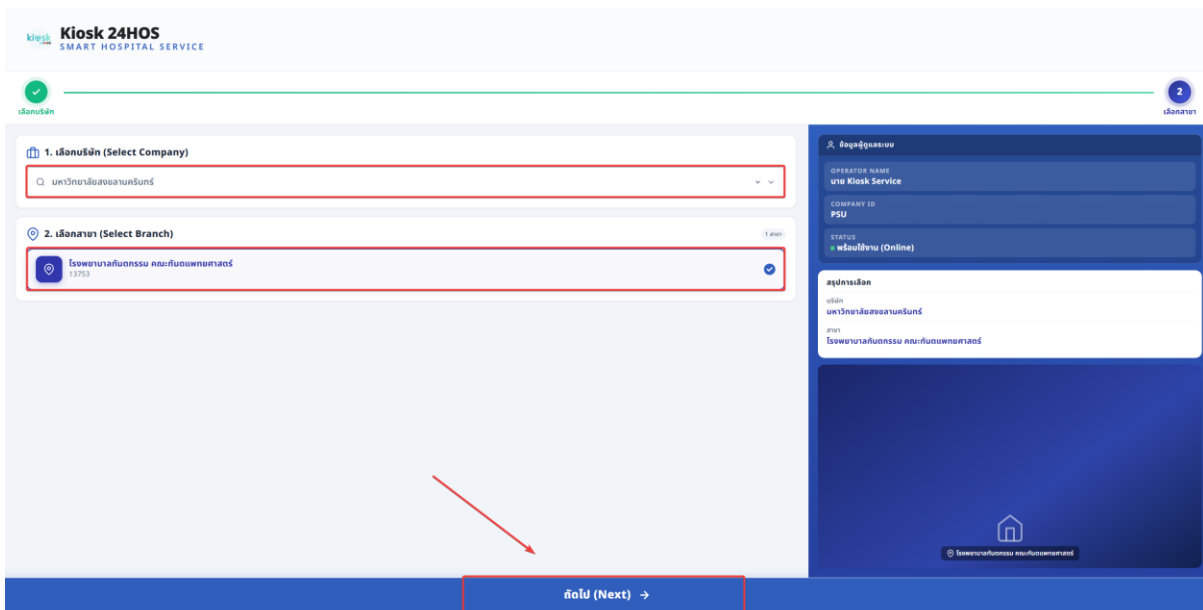 kiosk
Kiosk 24HOS
SMART HOSPITAL SERVICE
เลือกบริษัท
2
เลือกสาขา
1. เลือกบริษัท (Select Company)
มหาวิทยาลัยสงขลานครินทร์
2. เลือกสาขา (Select Branch)
1 สาขา
โรงพยาบาลทันตกรรม คณะทันตแพทยศาสตร์
13753
ข้อมูลผู้ดูแลระบบ
OPERATOR NAME
นาย Kiosk Service
COMPANY ID
PSU
STATUS
พร้อมใช้งาน (Online)
สรุปการเลือก
บริษัท
มหาวิทยาลัยสงขลานครินทร์
สาขา
โรงพยาบาลทันตกรรม คณะทันตแพทยศาสตร์
โรงพยาบาลทันตกรรม คณะทันตแพทยศาสตร์
ถัดไป (Next) →